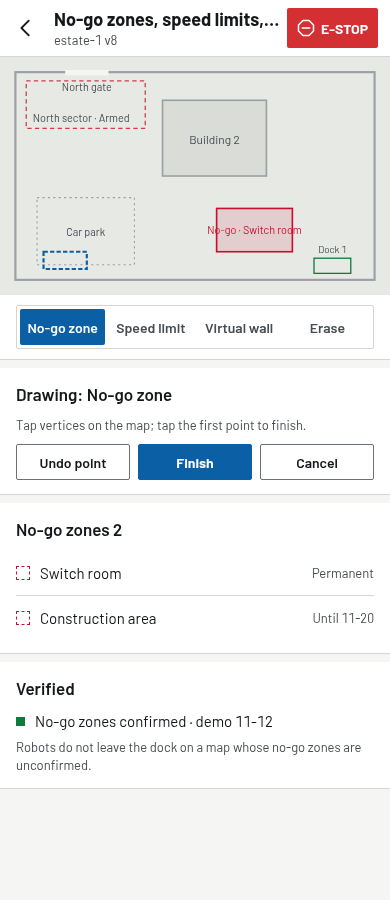 No-go zones, speed limits,…
estate-1 v8
E-STOP
North gate
North sector · Armed
Building 2
Car park
No-go · Switch room
Dock 1
No-go zone
Speed limit
Virtual wall
Erase
Drawing: No-go zone
Tap vertices on the map; tap the first point to finish.
Undo point
Finish
Cancel
No-go zones 2
Switch room
Permanent
Construction area
Until 11-20
Verified
No-go zones confirmed · demo 11-12
Robots do not leave the dock on a map whose no-go zones are
unconfirmed.